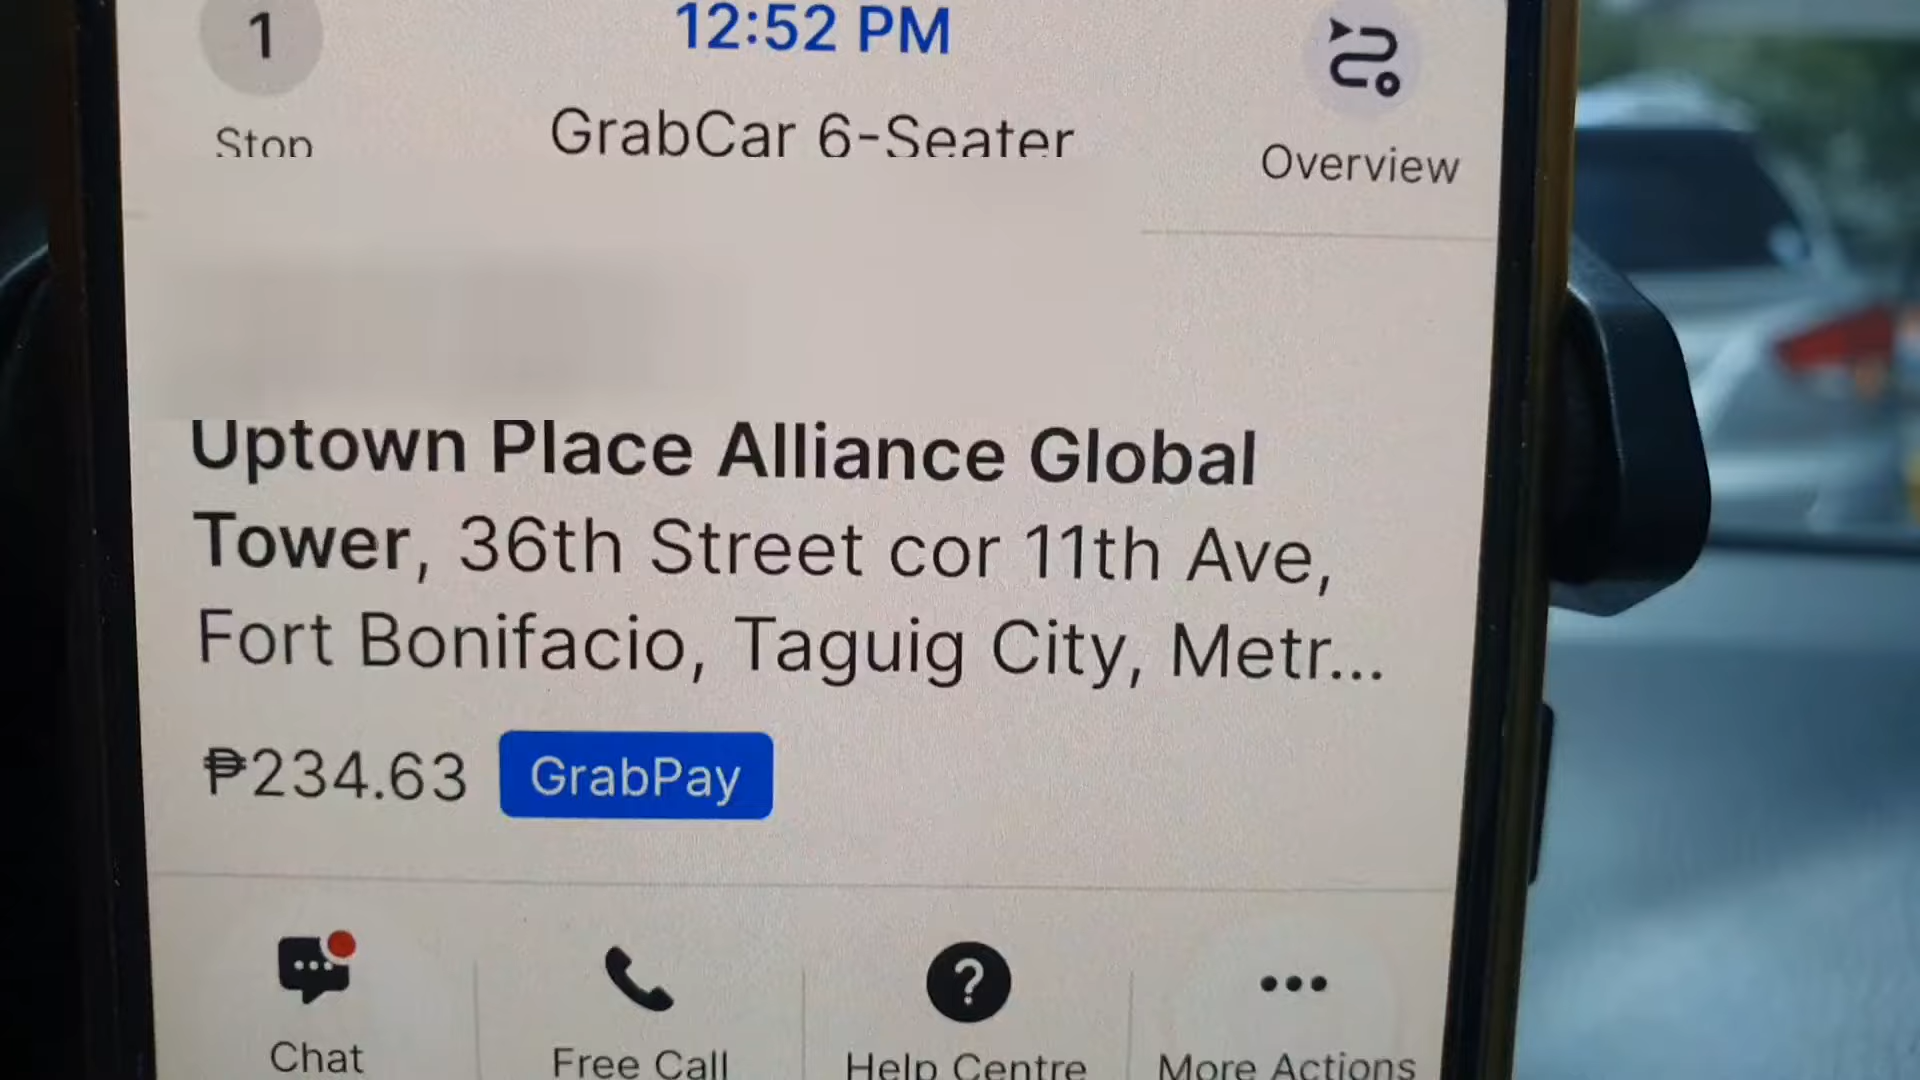 1
12:52 PM
Stop
GrabCar 6-Seater
Overview
Uptown Place Alliance Global
Tower, 36th Street cor 11th Ave,
Fort Bonifacio, Taguig City, Metr...
₱234.63
GrabPay
Chat
Free Call
Help Centre
More Actions